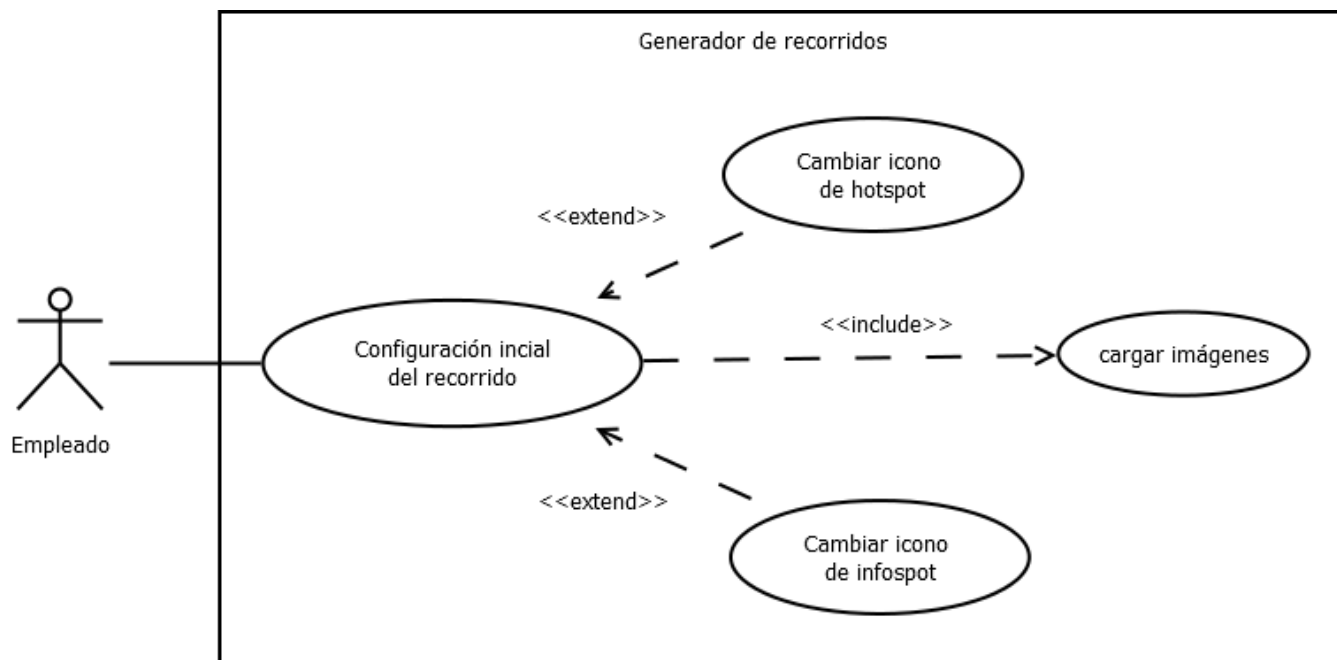 Generador de recorridos
Cambiar icono
de hotspot
<<extend>>
<<include>>
Configuración incial
del recorrido
cargar imágenes
Empleado
<<extend>>
Cambiar icono
de infospot